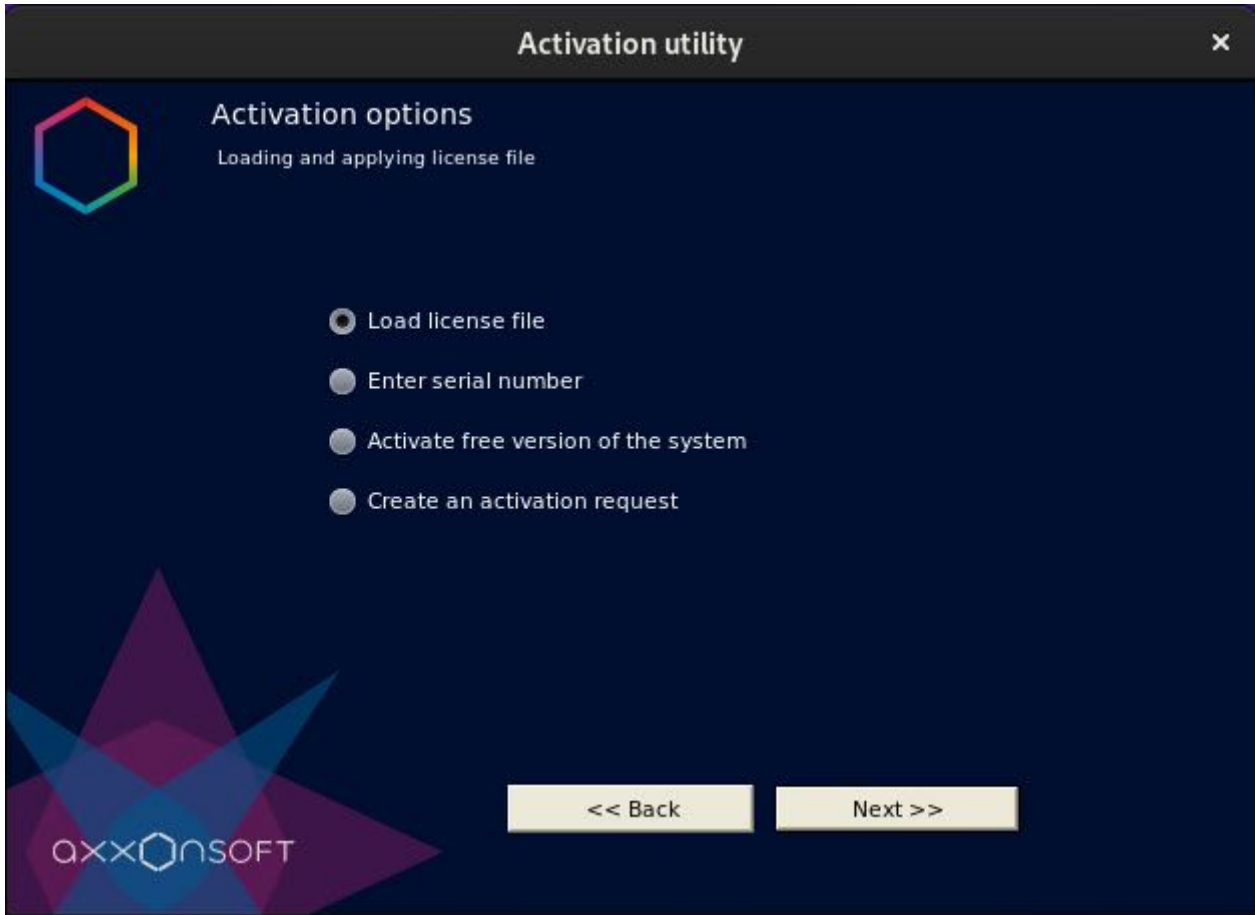 Activation utility
Activation options
Loading and applying license file
Load license file
Enter serial number
Activate free version of the system
Create an activation request
<< Back
Next >>
axxonsoft